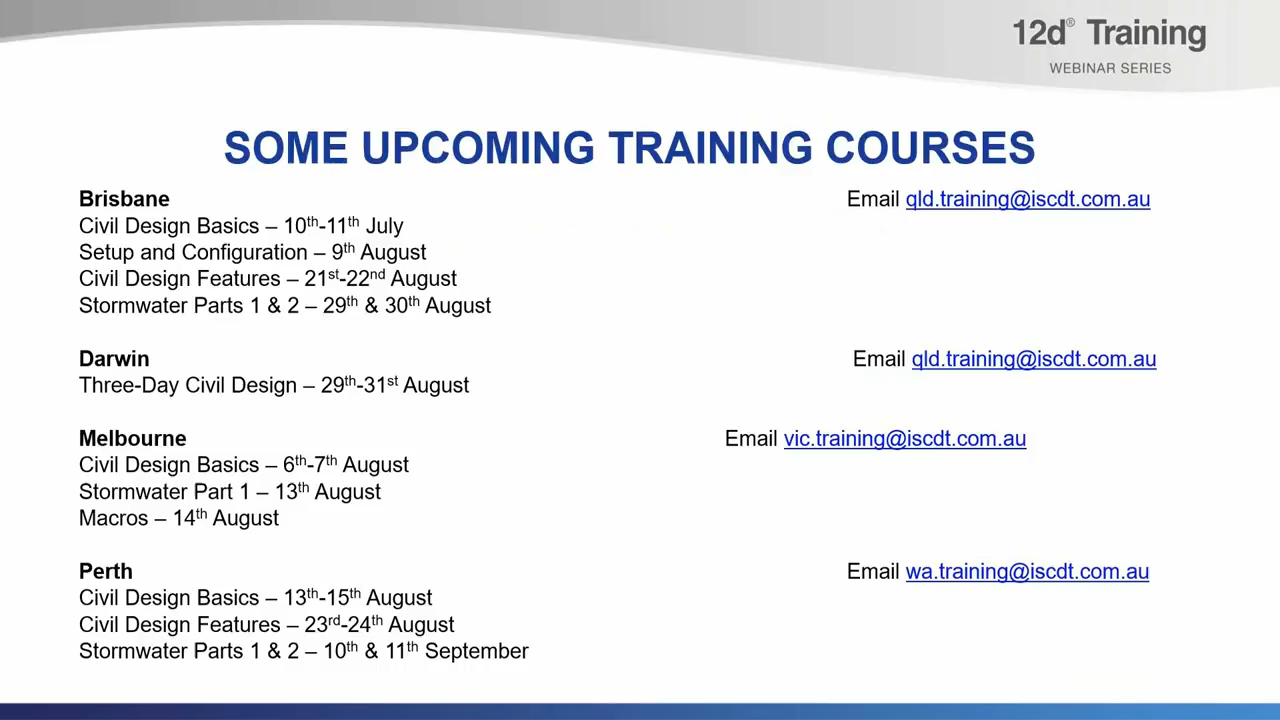 12d® Training
WEBINAR SERIES
SOME UPCOMING TRAINING COURSES
Brisbane Email qld.training@iscdt.com.au
Civil Design Basics – 10th-11th July
Setup and Configuration – 9th August
Civil Design Features – 21st-22nd August
Stormwater Parts 1 & 2 – 29th & 30th August
Darwin Email qld.training@iscdt.com.au
Three-Day Civil Design – 29th-31st August
Melbourne Email vic.training@iscdt.com.au
Civil Design Basics – 6th-7th August
Stormwater Part 1 – 13th August
Macros – 14th August
Perth Email wa.training@iscdt.com.au
Civil Design Basics – 13th-15th August
Civil Design Features – 23rd-24th August
Stormwater Parts 1 & 2 – 10th & 11th September